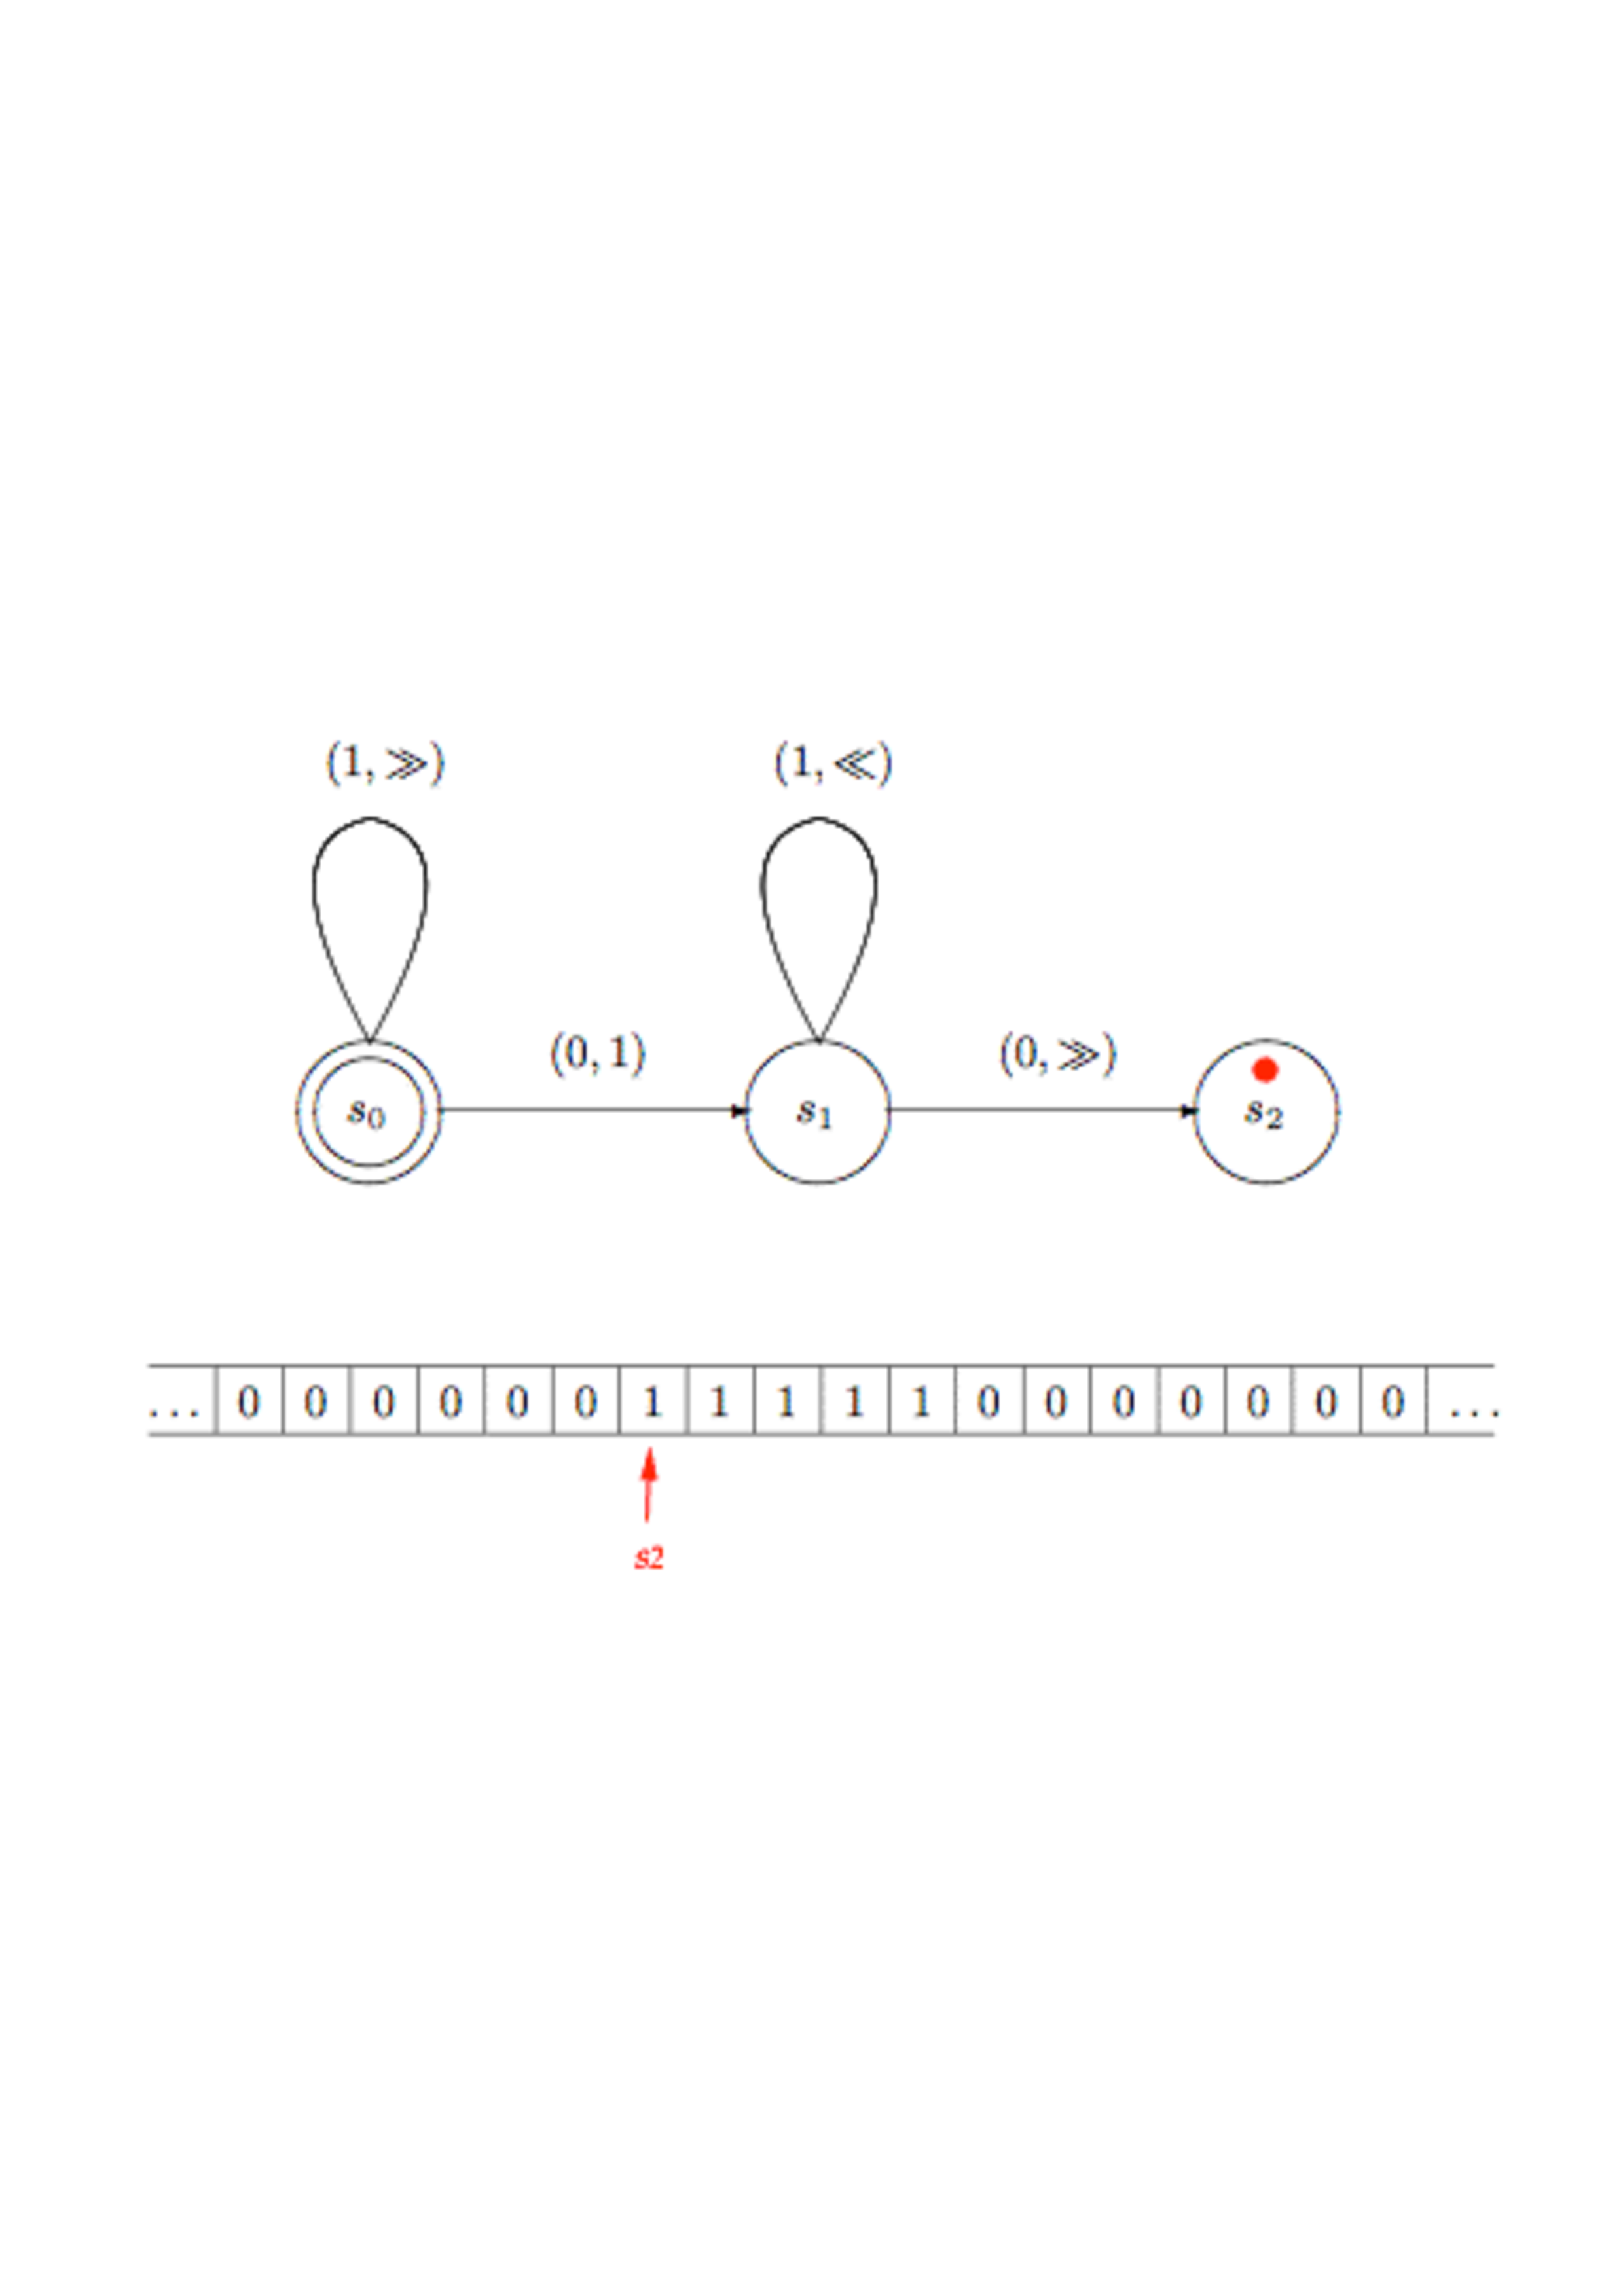 (1, ≫) (1, ≪)
(0, 1) (0, ≫)
s₀ s₁ s₂
... 0 0 0 0 0 0 1 1 1 1 1 0 0 0 0 0 0 0 ...
s2